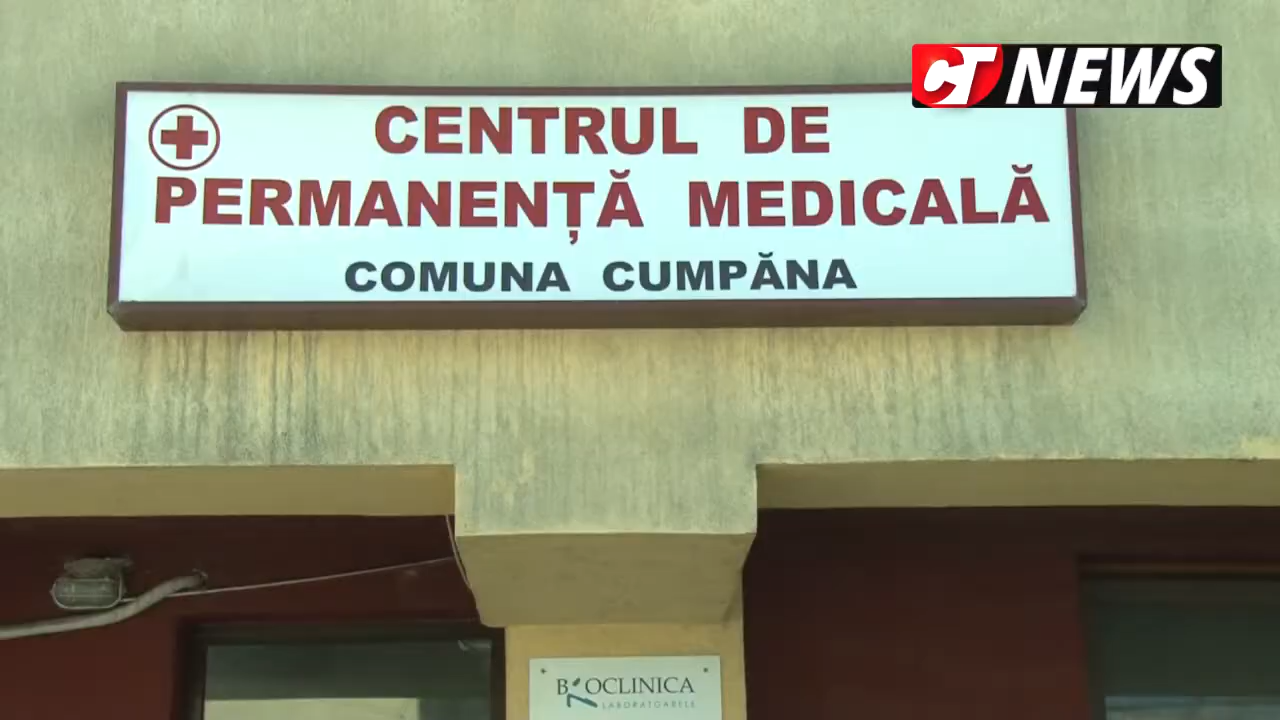 CT NEWS
CENTRUL DE
PERMANENȚĂ MEDICALĂ
COMUNA CUMPĂNA
BIOCLINICA
LABORATOARELE